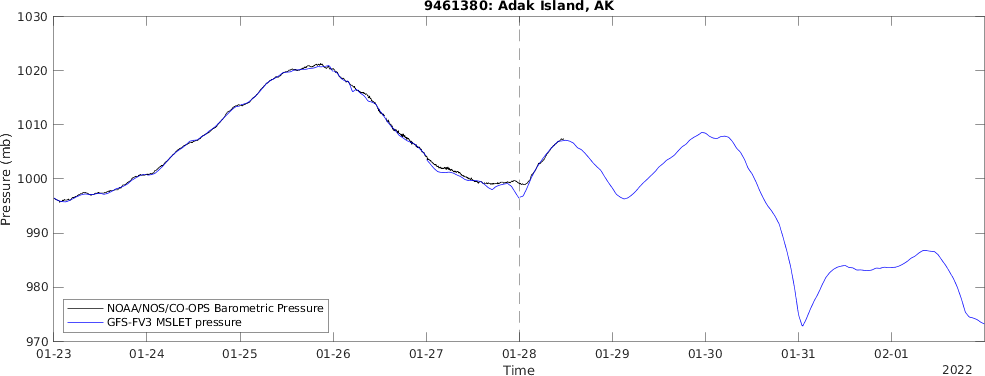 9461380: Adak Island, AK
Pressure (mb)
1030
1020
1010
1000
990
980
970
NOAA/NOS/CO-OPS Barometric Pressure
GFS-FV3 MSLET pressure
01-23 01-24 01-25 01-26 01-27 01-28 01-29 01-30 01-31 02-01
Time
2022